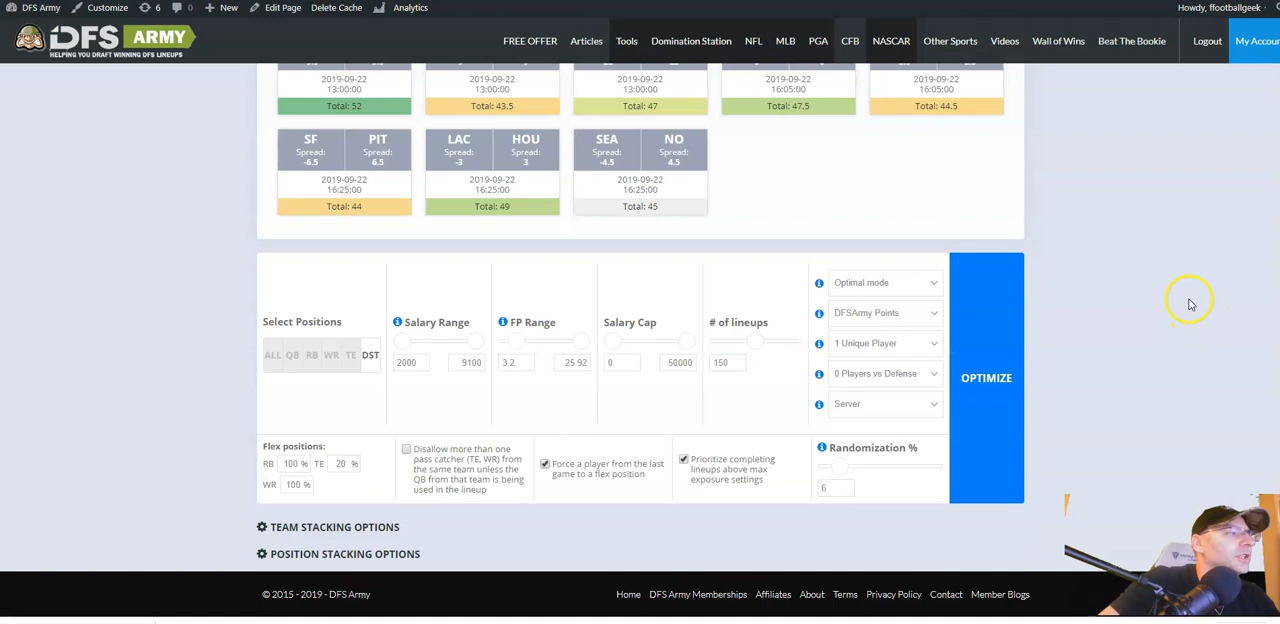 DFS Army Customize 6 0 New Edit Page Delete Cache Analytics Howdy, ffootballgeek
DFS ARMY
HELPING YOU DRAFT WINNING DFS LINEUPS
FREE OFFER Articles Tools Domination Station NFL MLB PGA CFB NASCAR Other Sports Videos Wall of Wins Beat The Bookie Logout My Accoun
2019-09-22 2019-09-22 2019-09-22 2019-09-22 2019-09-22
13:00:00 13:00:00 13:00:00 16:05:00 16:05:00
Total: 52 Total: 43.5 Total: 47 Total: 47.5 Total: 44.5
SF PIT LAC HOU SEA NO
Spread: Spread: Spread: Spread: Spread: Spread:
-6.5 6.5 -3 3 -4.5 4.5
2019-09-22 2019-09-22 2019-09-22
16:25:00 16:25:00 16:25:00
Total: 44 Total: 49 Total: 45
Optimal mode
DFSArmy Points
Select Positions Salary Range FP Range Salary Cap # of lineups
1 Unique Player
ALL QB RB WR TE DST 2000 9100 3.2 25.92 0 50000 150
0 Players vs Defense
OPTIMIZE
Server
Flex positions:
RB 100 % TE 20 %
WR 100 %
Disallow more than one
pass catcher (TE, WR) from
the same team unless the
QB from that team is being
used in the lineup
Force a player from the last
game to a flex position
Prioritize completing
lineups above max
exposure settings
Randomization %
6
TEAM STACKING OPTIONS
POSITION STACKING OPTIONS
© 2015 - 2019 - DFS Army Home DFS Army Memberships Affiliates About Terms Privacy Policy Contact Member Blogs